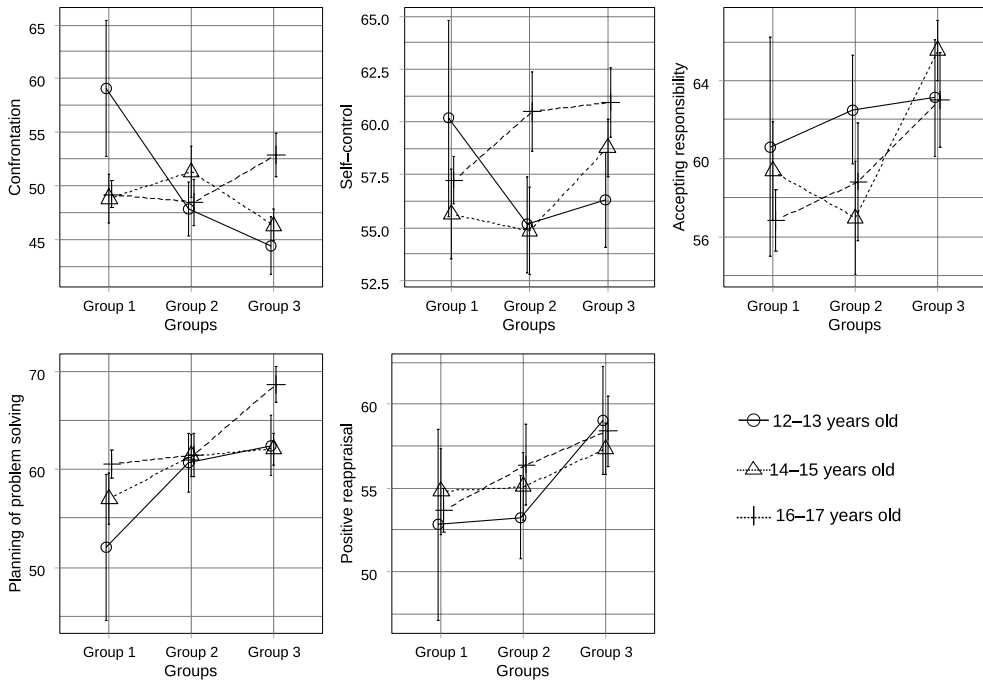 Confrontation
65
60
55
50
45
Group 1 Group 2 Group 3
Groups
Self–control
65.0
62.5
60.0
57.5
55.0
52.5
Group 1 Group 2 Group 3
Groups
Accepting responsibility
64
60
56
Group 1 Group 2 Group 3
Groups
Planning of problem solving
70
60
50
Group 1 Group 2 Group 3
Groups
Positive reappraisal
60
55
50
Group 1 Group 2 Group 3
Groups
12–13 years old
14–15 years old
16–17 years old